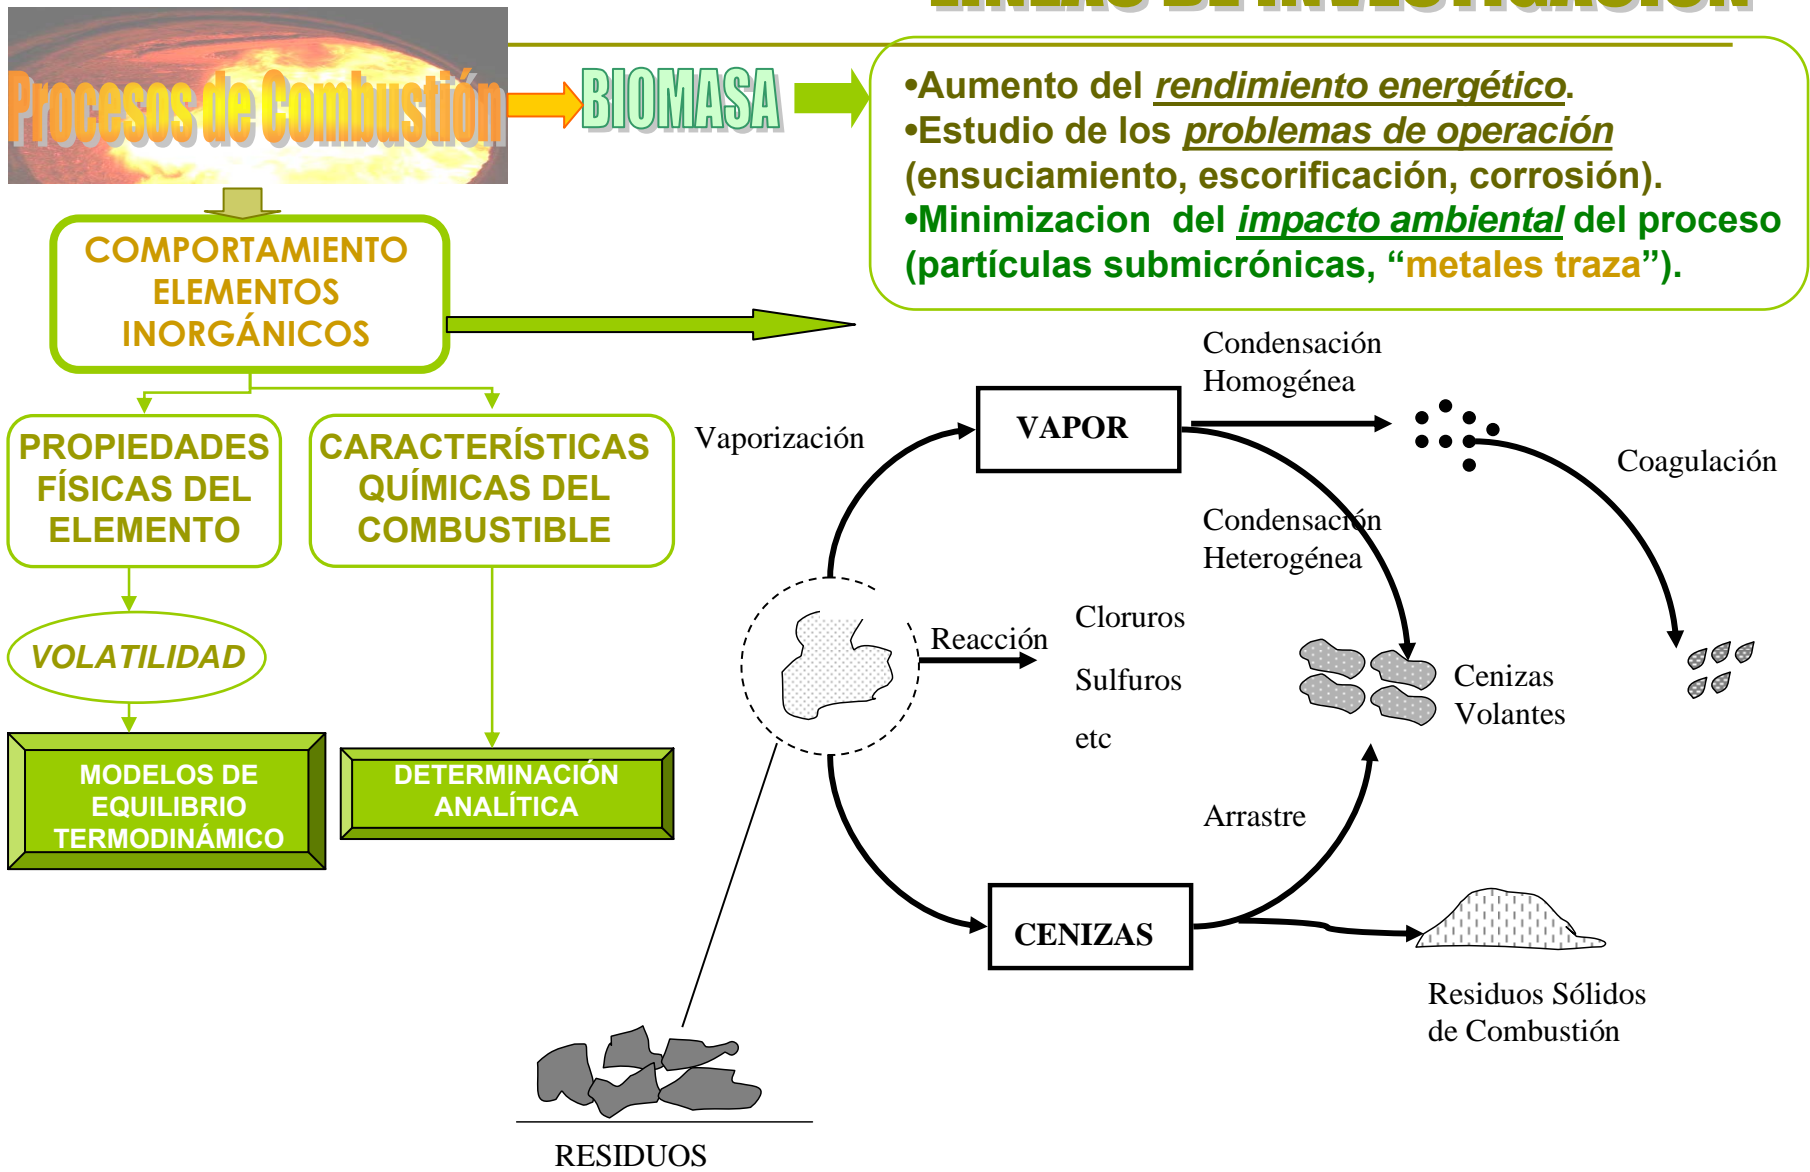 LINEAS DE INVESTIGACIÓN
Procesos de Combustión
BIOMASA
•Aumento del rendimiento energético.
•Estudio de los problemas de operación
(ensuciamiento, escorificación, corrosión).
•Minimizacion del impacto ambiental del proceso
(partículas submicrónicas, “metales traza”).
COMPORTAMIENTO
ELEMENTOS
INORGÁNICOS
PROPIEDADES
FÍSICAS DEL
ELEMENTO
CARACTERÍSTICAS
QUÍMICAS DEL
COMBUSTIBLE
VOLATILIDAD
MODELOS DE
EQUILIBRIO
TERMODINÁMICO
DETERMINACIÓN
ANALÍTICA
Vaporización
VAPOR
Condensación
Homogénea
Coagulación
Condensación
Heterogénea
Reacción
Cloruros
Sulfuros
etc
Cenizas
Volantes
Arrastre
CENIZAS
Residuos Sólidos
de Combustión
RESIDUOS